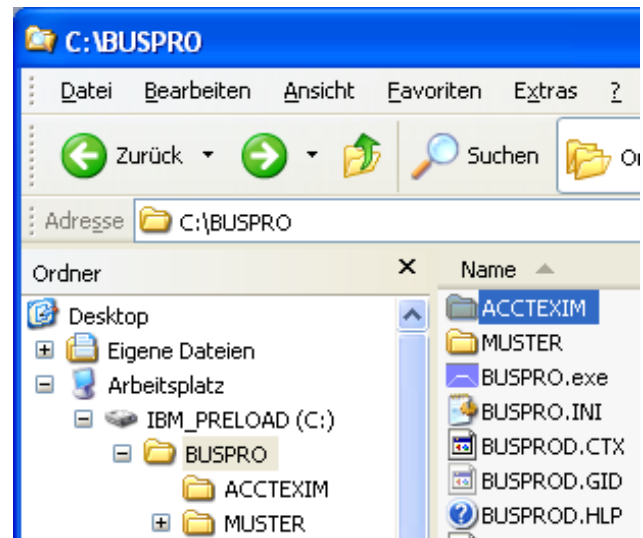 C:\BUSPRO
Datei Bearbeiten Ansicht Favoriten Extras ?
Zurück Suchen
Adresse C:\BUSPRO
Ordner
Desktop
Eigene Dateien
Arbeitsplatz
IBM_PRELOAD (C:)
BUSPRO
ACCTEXIM
MUSTER
Name
ACCTEXIM
MUSTER
BUSPRO.exe
BUSPRO.INI
BUSPROD.CTX
BUSPROD.GID
BUSPROD.HLP